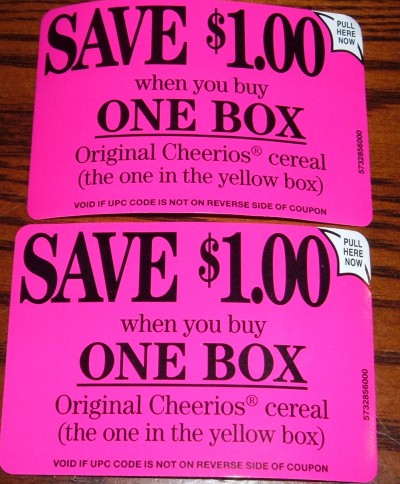 SAVE $1.00
PULL
HERE
NOW
when you buy
ONE BOX
Original Cheerios® cereal
(the one in the yellow box)
5732856000
VOID IF UPC CODE IS NOT ON REVERSE SIDE OF COUPON
SAVE $1.00
PULL
HERE
NOW
when you buy
ONE BOX
Original Cheerios® cereal
(the one in the yellow box)
5732856000
VOID IF UPC CODE IS NOT ON REVERSE SIDE OF COUPON